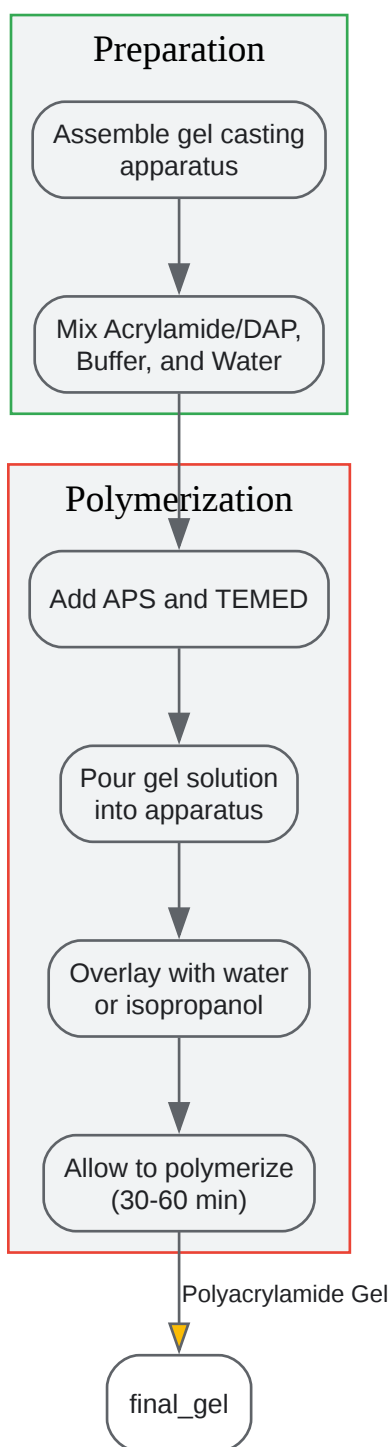 Preparation
Assemble gel casting
apparatus
Mix Acrylamide/DAP,
Buffer, and Water
Polymerization
Add APS and TEMED
Pour gel solution
into apparatus
Overlay with water
or isopropanol
Allow to polymerize
(30-60 min)
Polyacrylamide Gel
final_gel